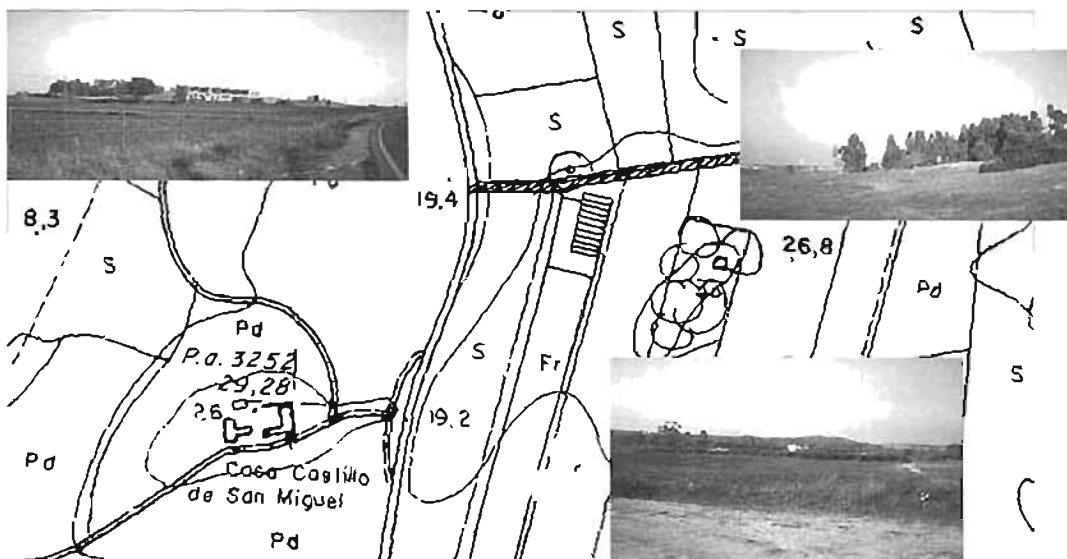 S
S
S
S
19,4
8,3
S
26,8
Pd
Pd
P.a. 3252
29,28
26
S
Fr
S
19,2
Pd
Casa Castillo
de San Miguel
Pd